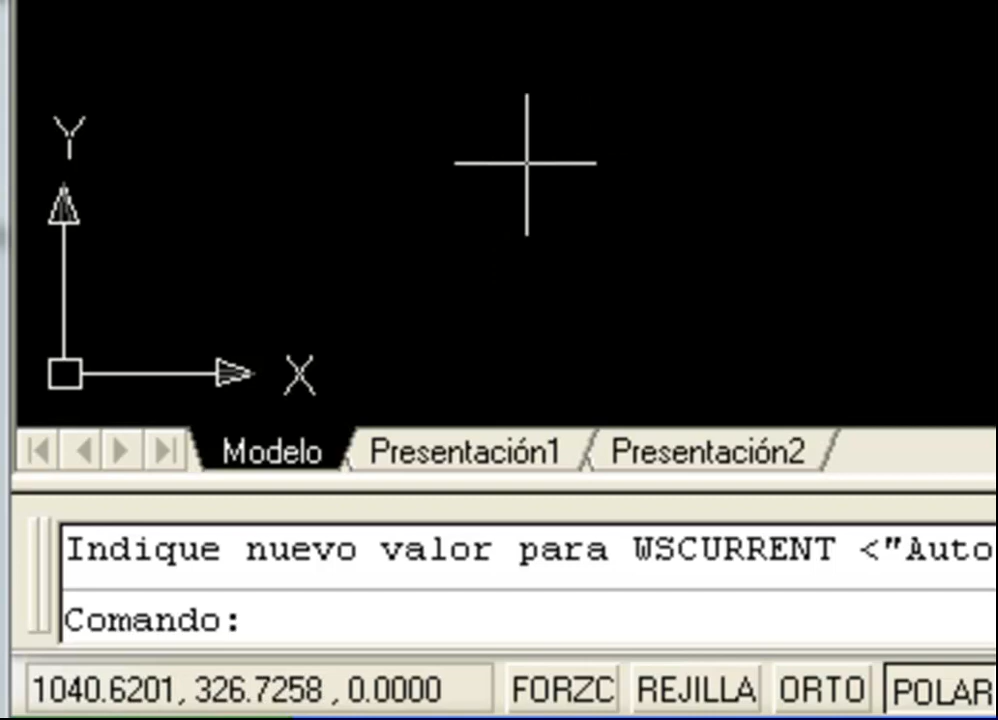 Y
X
Modelo Presentación1 Presentación2
Indique nuevo valor para WSCURRENT <"Auto
Comando:
1040.6201, 326.7258 , 0.0000 FORZC REJILLA ORTO POLAR